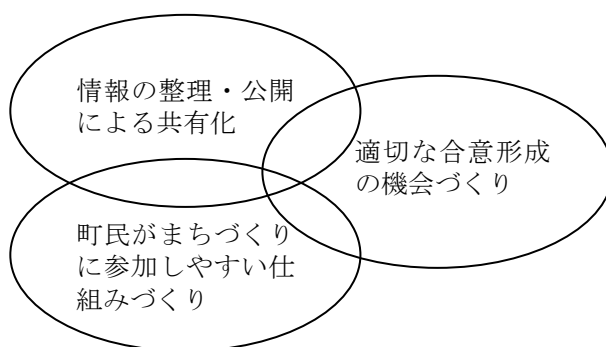 情報の整理・公開
による共有化
適切な合意形成
の機会づくり
町民がまちづくり
に参加しやすい仕
組みづくり